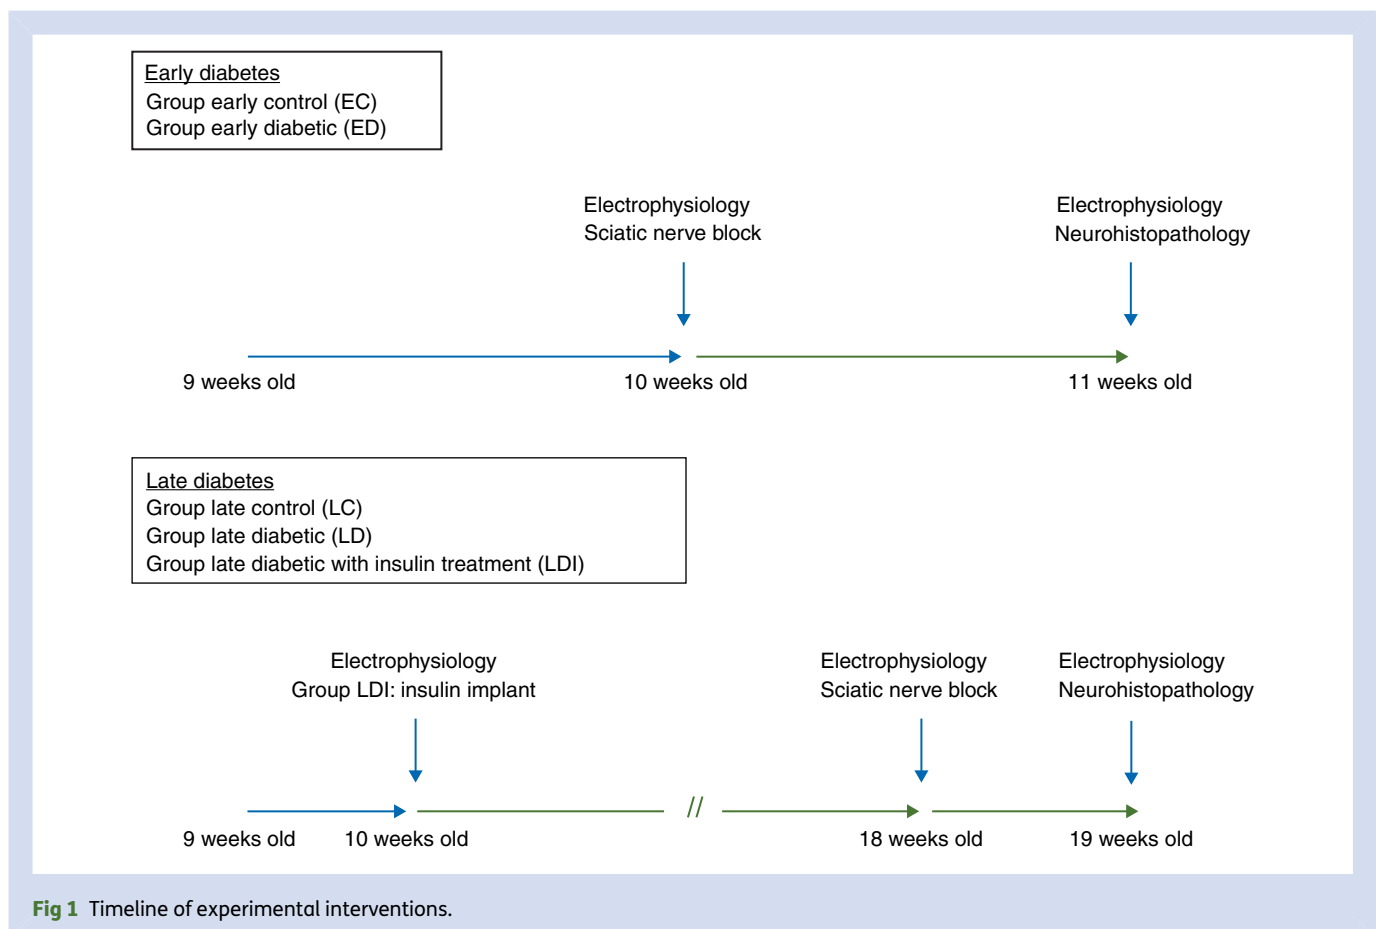 Early diabetes
Group early control (EC)
Group early diabetic (ED)
Electrophysiology
Sciatic nerve block
Electrophysiology
Neurohistopathology
9 weeks old
10 weeks old
11 weeks old
Late diabetes
Group late control (LC)
Group late diabetic (LD)
Group late diabetic with insulin treatment (LDI)
Electrophysiology
Group LDI: insulin implant
Electrophysiology
Sciatic nerve block
Electrophysiology
Neurohistopathology
//
9 weeks old
10 weeks old
18 weeks old
19 weeks old
Fig 1 Timeline of experimental interventions.